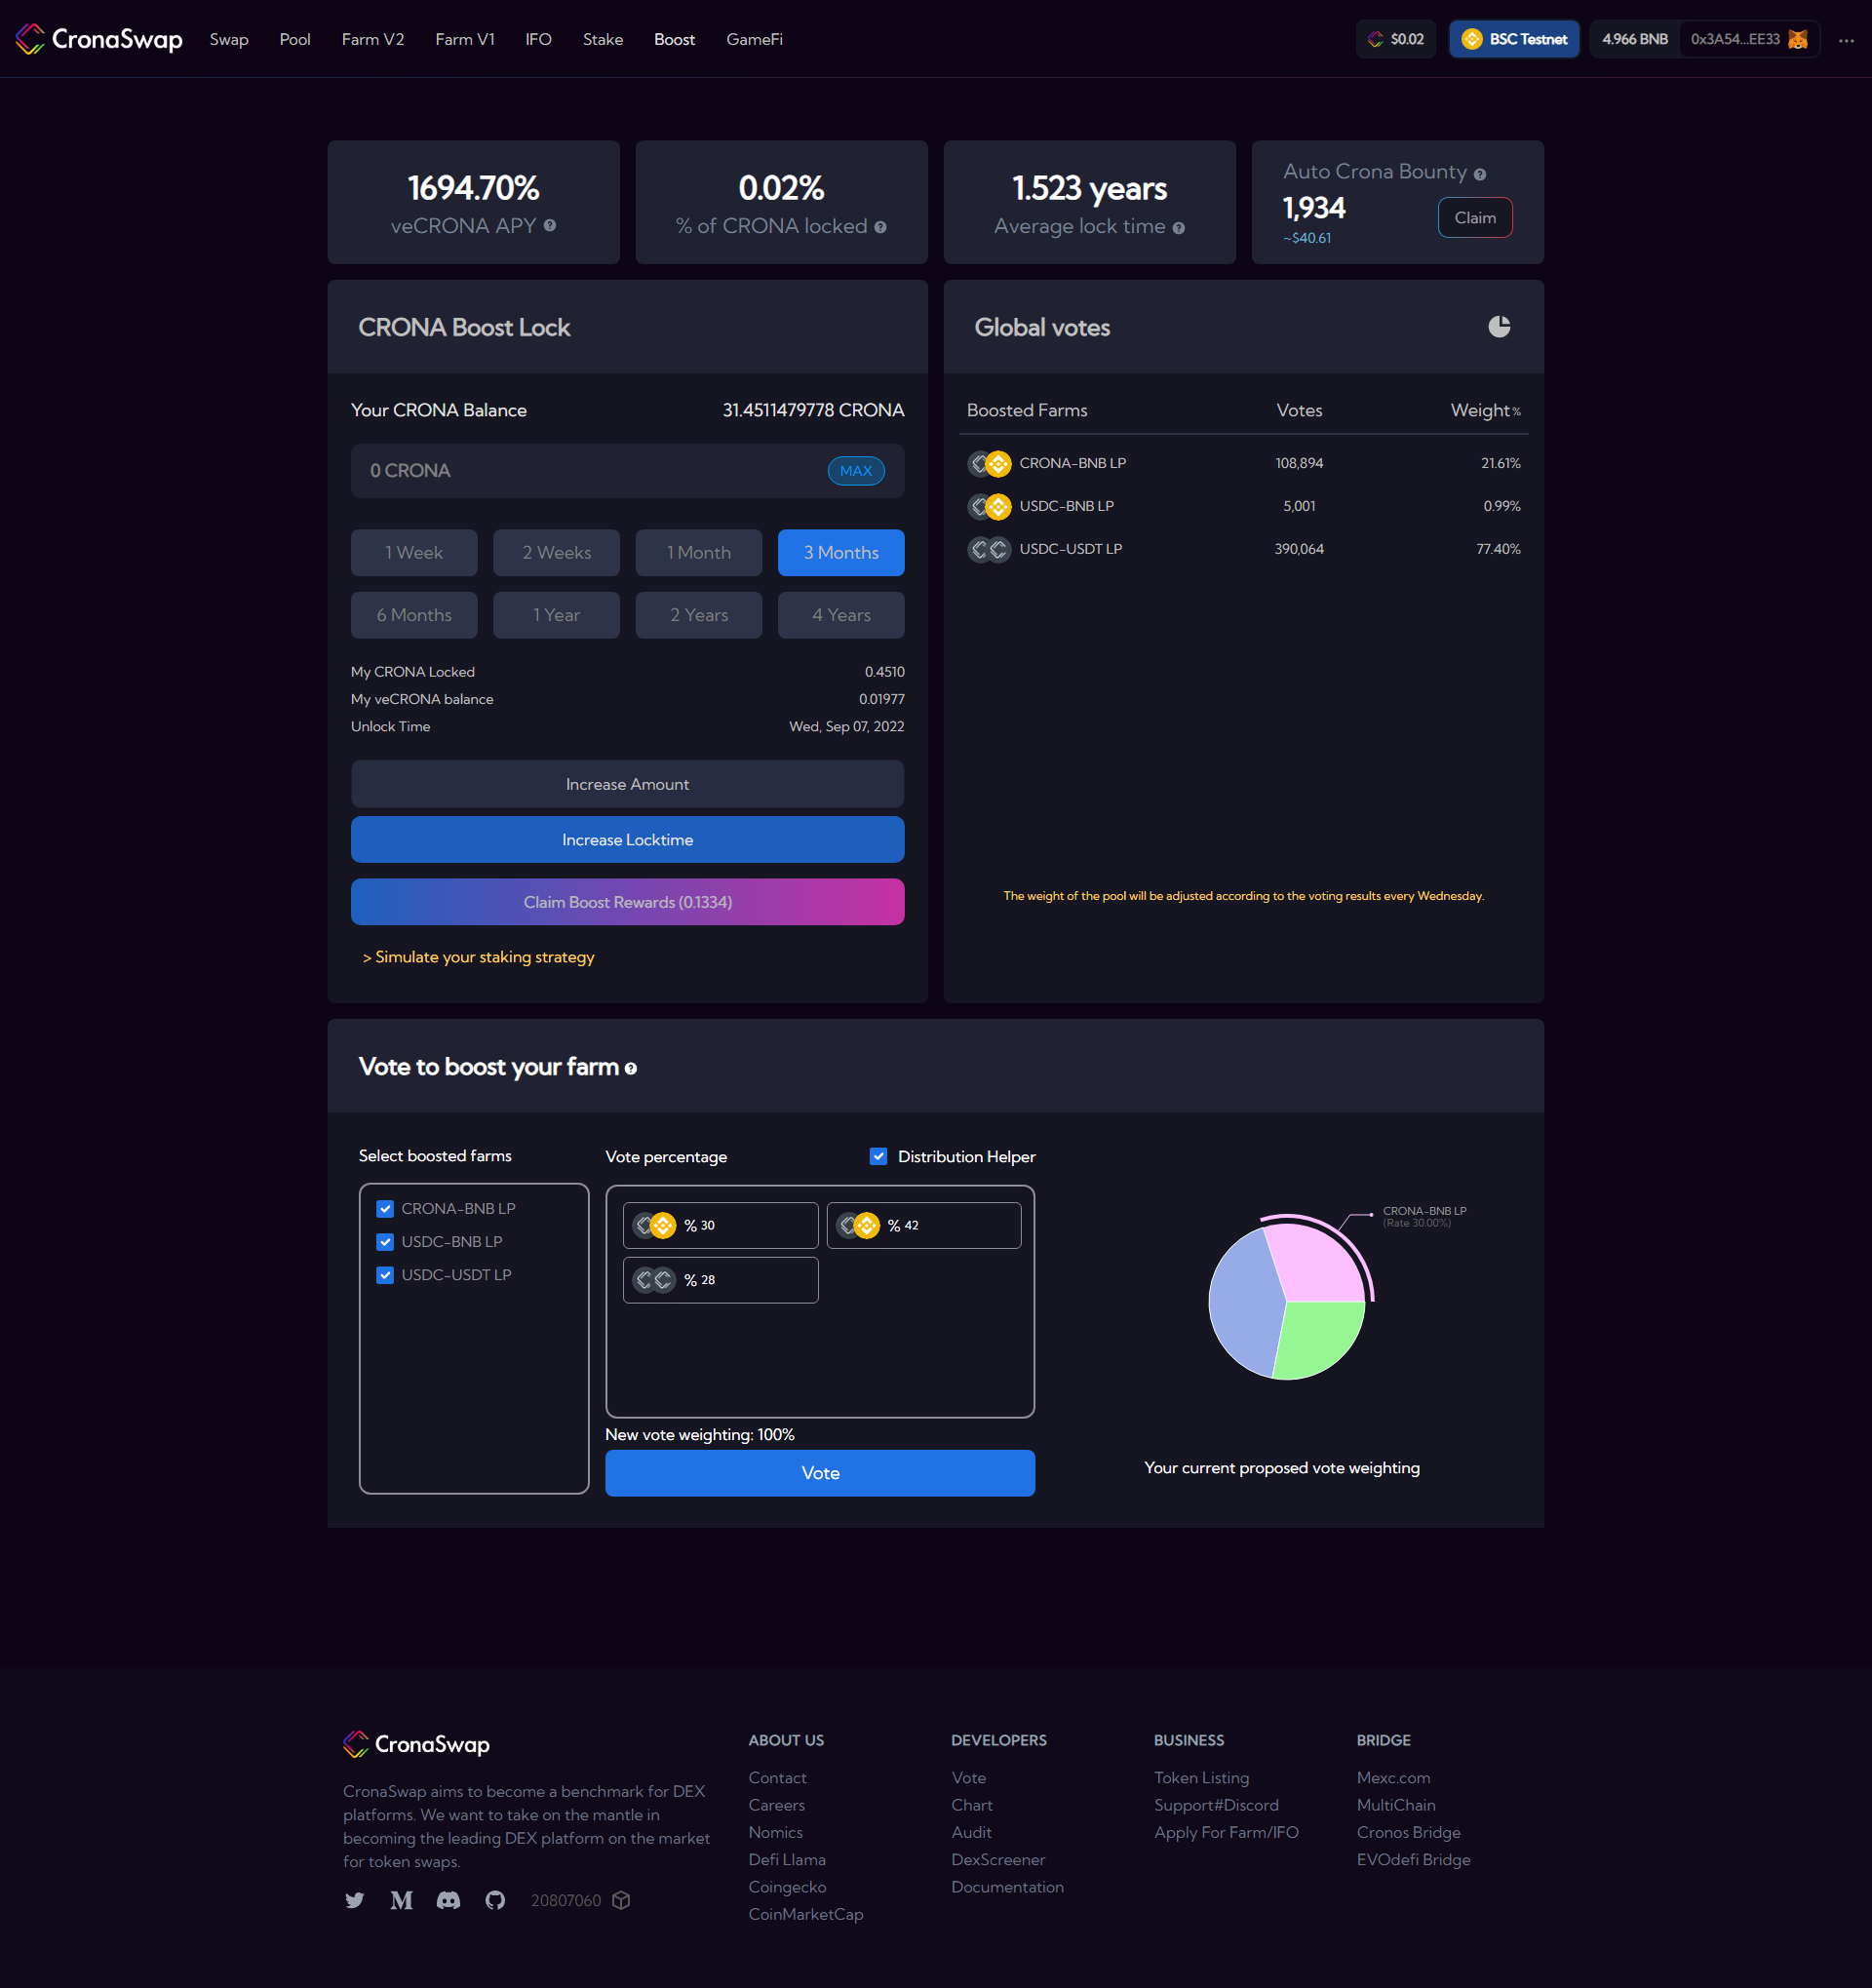 CronaSwap Swap Pool Farm V2 Farm V1 IFO Stake Boost GameFi $0.02 BSC Testnet 4.966 BNB 0x3A54...EE33
1694.70%
veCRONA APY
0.02%
% of CRONA locked
1.523 years
Average lock time
Auto Crona Bounty
1,934
~$40.61
Claim
CRONA Boost Lock
Your CRONA Balance 31.4511479778 CRONA
0 CRONA MAX
1 Week 2 Weeks 1 Month 3 Months
6 Months 1 Year 2 Years 4 Years
My CRONA Locked 0.4510
My veCRONA balance 0.01977
Unlock Time Wed, Sep 07, 2022
Increase Amount
Increase Locktime
Claim Boost Rewards (0.1334)
> Simulate your staking strategy
Global votes
Boosted Farms Votes Weight%
CRONA-BNB LP 108,894 21.61%
USDC-BNB LP 5,001 0.99%
USDC-USDT LP 390,064 77.40%
The weight of the pool will be adjusted according to the voting results every Wednesday.
Vote to boost your farm
Select boosted farms
CRONA-BNB LP
USDC-BNB LP
USDC-USDT LP
Vote percentage Distribution Helper
% 30 % 42
% 28
New vote weighting: 100%
Vote
CRONA-BNB LP
(Rate 30.00%)
Your current proposed vote weighting
CronaSwap
CronaSwap aims to become a benchmark for DEX
platforms. We want to take on the mantle in
becoming the leading DEX platform on the market
for token swaps.
20807060
ABOUT US
Contact
Careers
Nomics
Defi Llama
Coingecko
CoinMarketCap
DEVELOPERS
Vote
Chart
Audit
DexScreener
Documentation
BUSINESS
Token Listing
Support#Discord
Apply For Farm/IFO
BRIDGE
Mexc.com
MultiChain
Cronos Bridge
EVOdefi Bridge